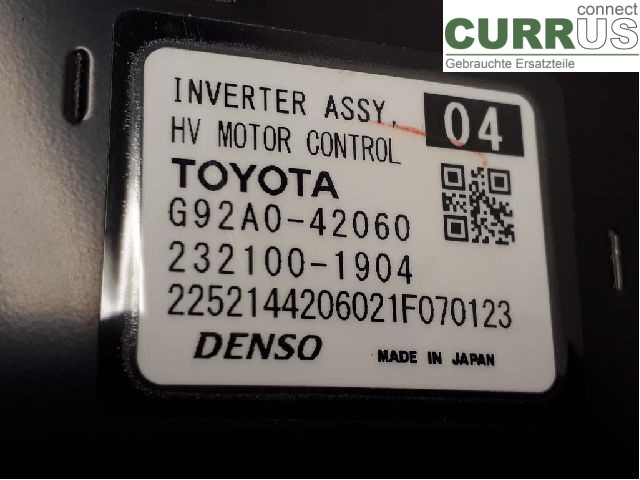 connect
CURRUS
Gebrauchte Ersatzteile
INVERTER ASSY, 04
HV MOTOR CONTROL
TOYOTA
G92A0-42060
232100-1904
2252144206021F070123
DENSO MADE IN JAPAN